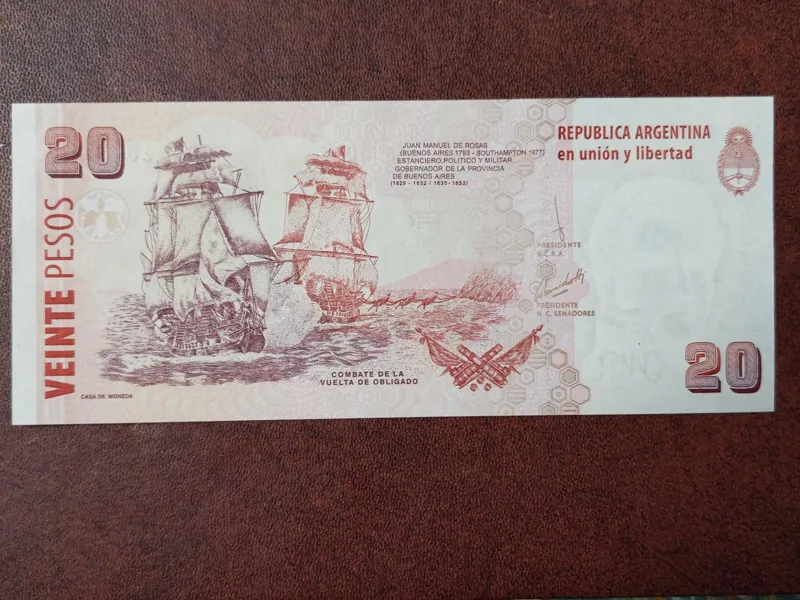 20
VEINTE PESOS
JUAN MANUEL DE ROSAS
(BUENOS AIRES 1793 - SOUTHAMPTON 1877)
ESTANCIERO, POLITICO Y MILITAR.
GOBERNADOR DE LA PROVINCIA
DE BUENOS AIRES
(1829 - 1832 / 1835- 1852)
REPUBLICA ARGENTINA
en unión y libertad
PRESIDENTE
B.C.R.A.
PRESIDENTE
H. C. SENADORES
COMBATE DE LA
VUELTA DE OBLIGADO
CASA DE MONEDA
20